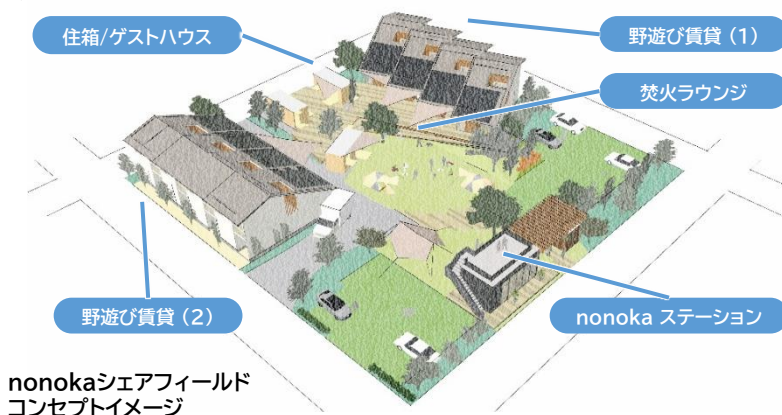 住箱/ゲストハウス
野遊び賃貸（1）
焚火ラウンジ
野遊び賃貸（2）
nonoka ステーション
nonokaシェアフィールド
コンセプトイメージ